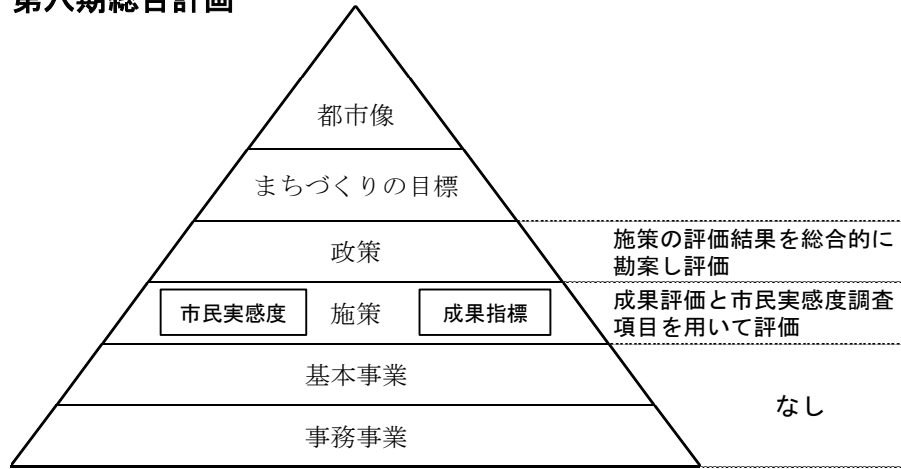 第八期総合計画
都市像
まちづくりの目標
政策
施策の評価結果を総合的に
勘案し評価
市民実感度
施策
成果指標
成果評価と市民実感度調査
項目を用いて評価
基本事業
なし
事務事業